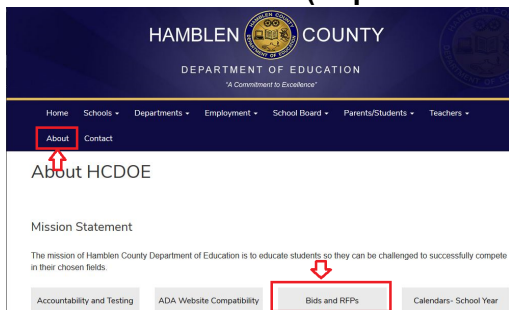 HAMBLEN COUNTY
DEPARTMENT OF EDUCATION
"A Commitment to Excellence"
Home Schools Departments Employment School Board Parents/Students Teachers
About Contact
About HCDOE
Mission Statement
The mission of Hamblen County Department of Education is to educate students so they can be challenged to successfully compete
in their chosen fields.
Accountability and Testing ADA Website Compatibility Bids and RFPs Calendars- School Year